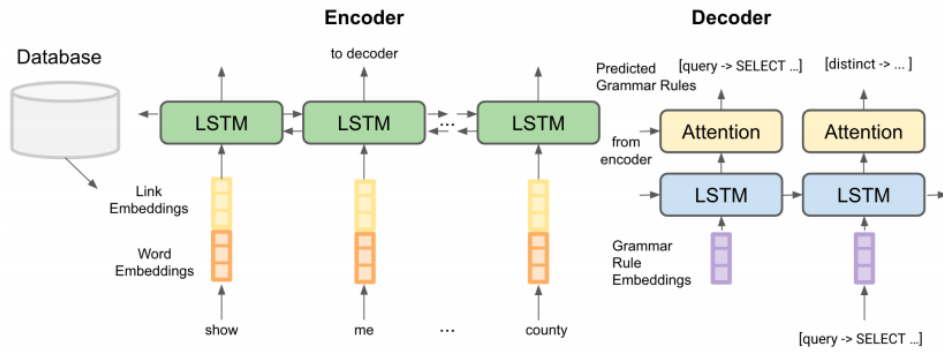 Encoder
Decoder
Database
to decoder
Predicted
Grammar Rules
[query -> SELECT ...]
[distinct -> ... ]
LSTM
LSTM
...
LSTM
from
encoder
Attention
Attention
LSTM
LSTM
Link
Embeddings
Word
Embeddings
Grammar
Rule
Embeddings
show
me
...
county
[query -> SELECT ...]